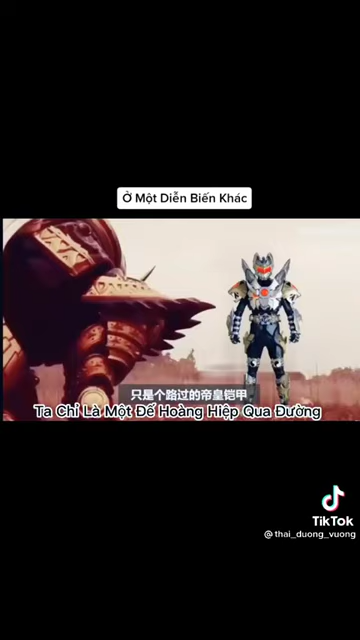 Ở Một Diễn Biến Khác
只是个路过的帝皇铠甲
Ta Chỉ Là Một Đế Hoàng Hiệp Qua Đường
TikTok
@thai_duong_vuong